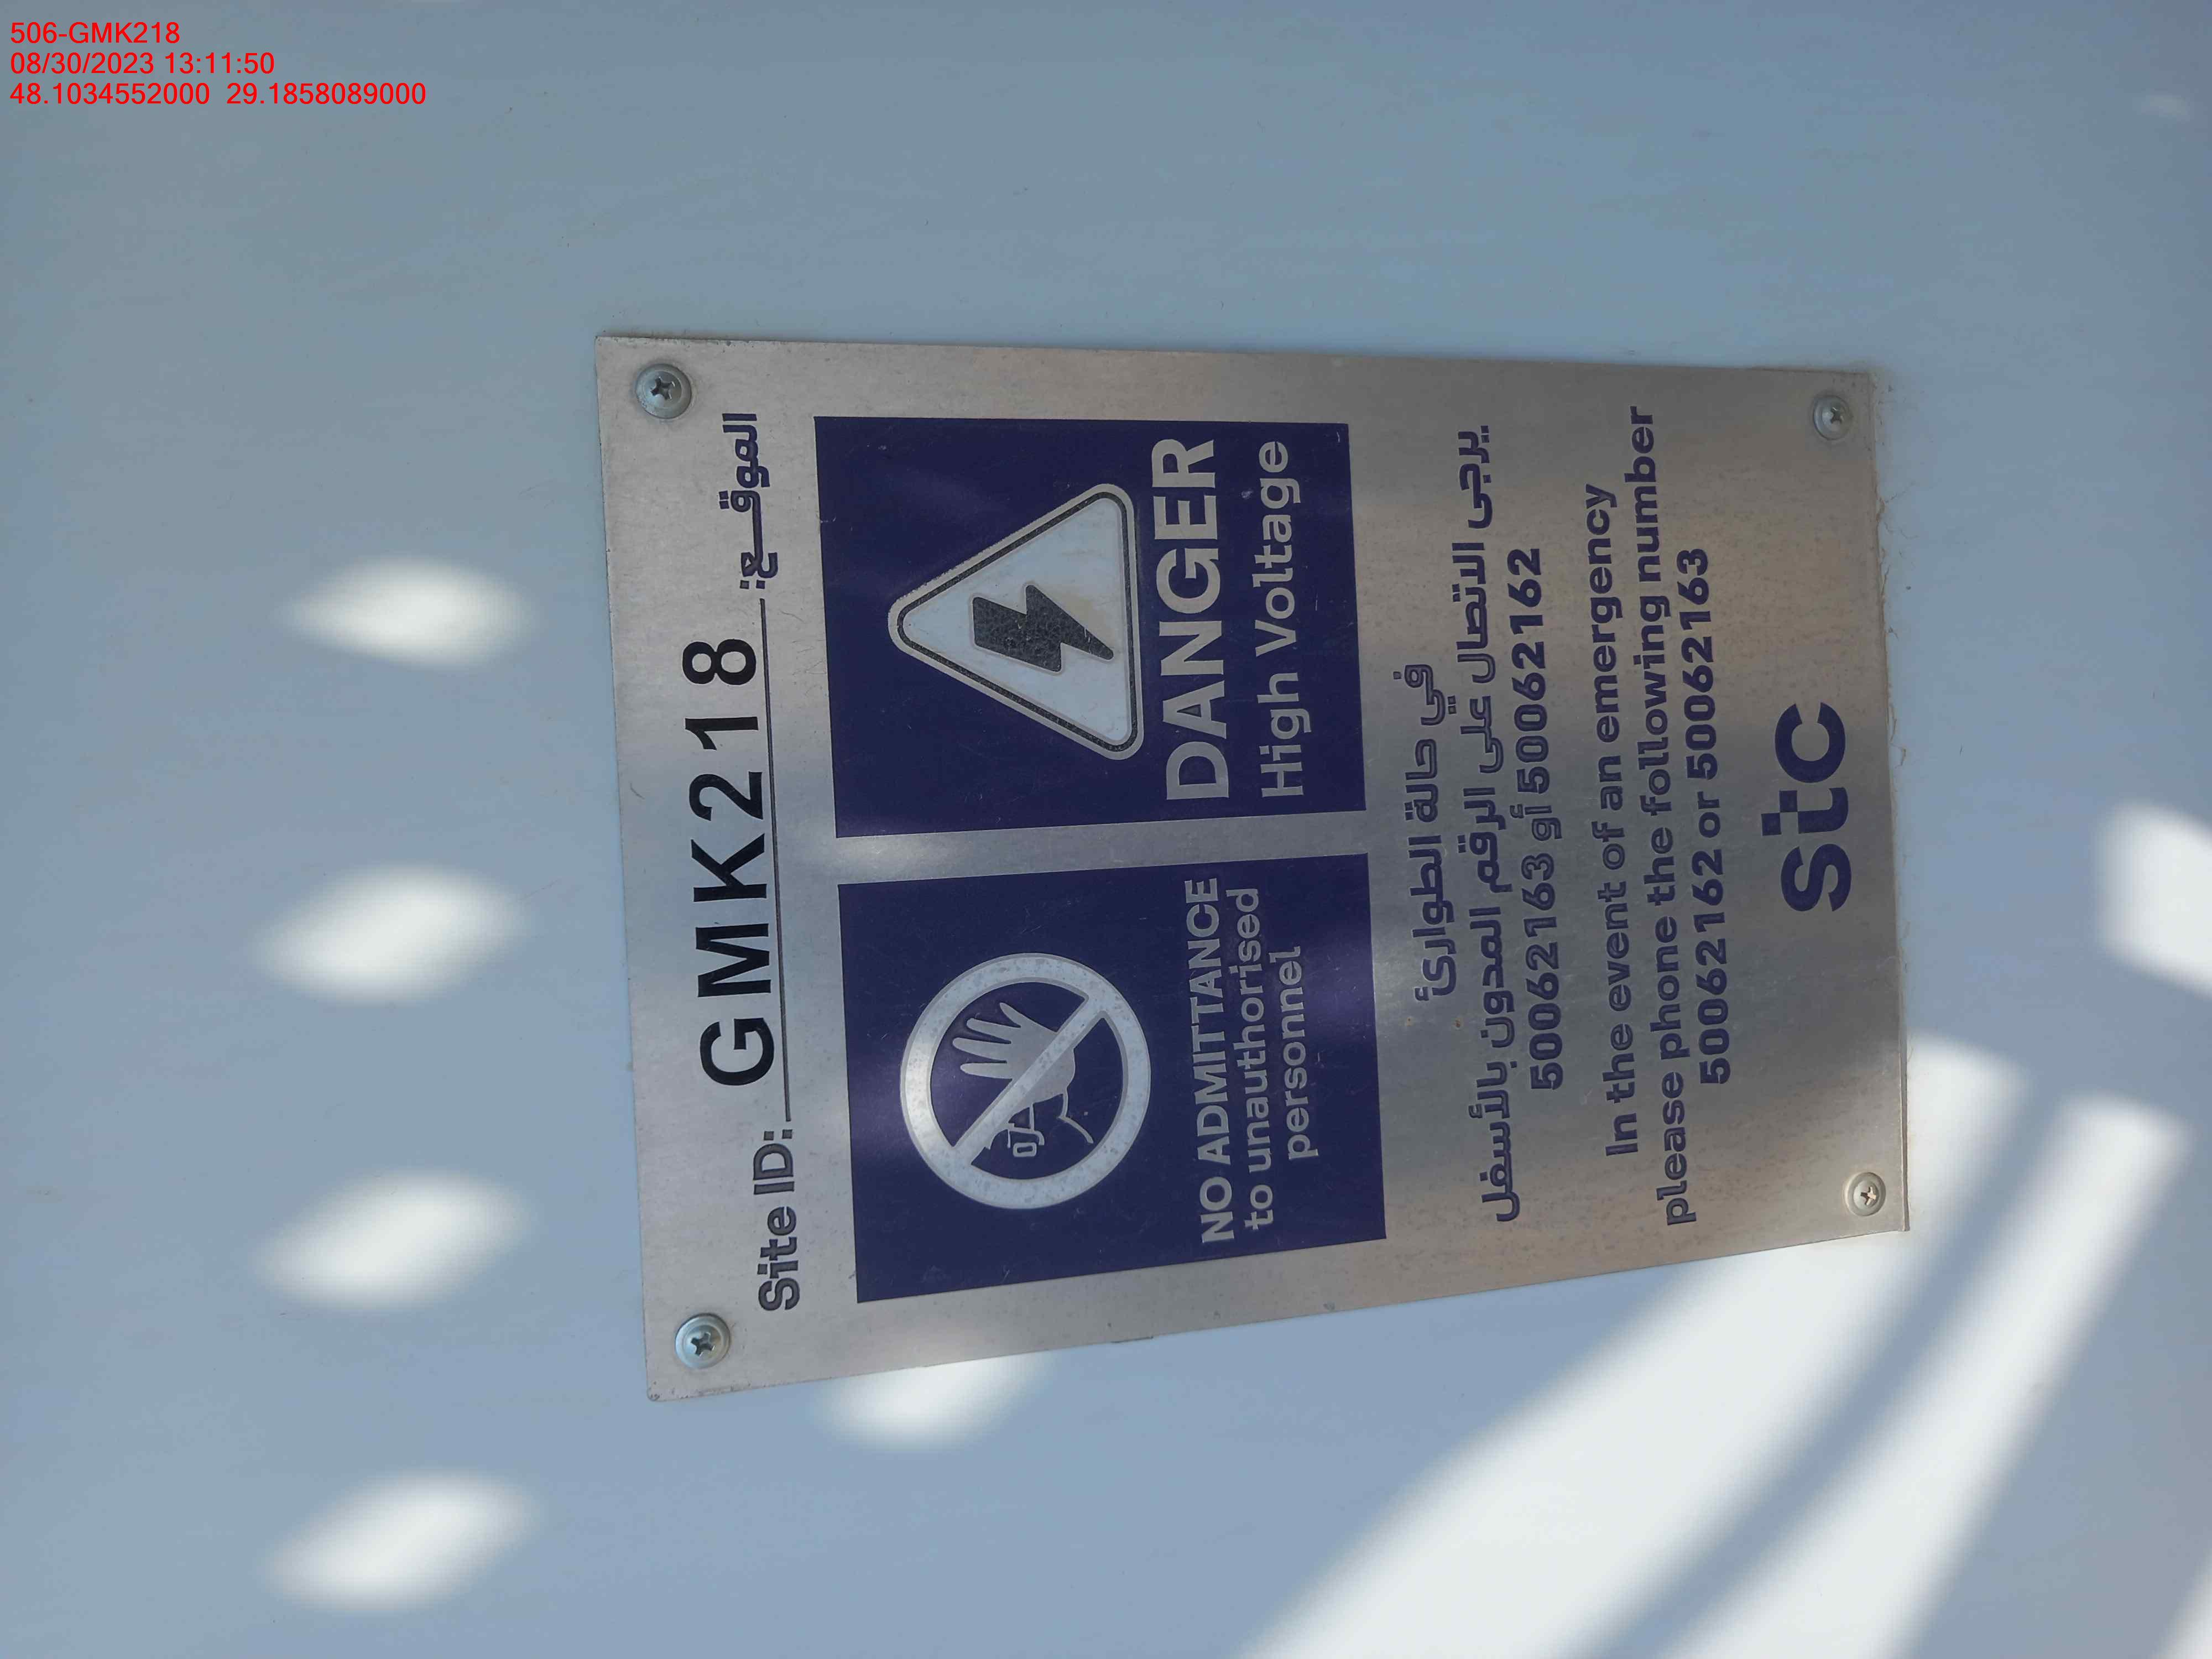 506-GMK218
08/30/2023 13:11:50
48.1034552000 29.1858089000
Site ID: GMK218 الموقع:
NO ADMITTANCE
to unauthorised
personnel
DANGER
High Voltage
في حالة الطوارئ
يرجى الاتصال على الرقم المدون بالأسفل
50062163 أو 50062162
In the event of an emergency
please phone the following number
50062162 or 50062163
stc